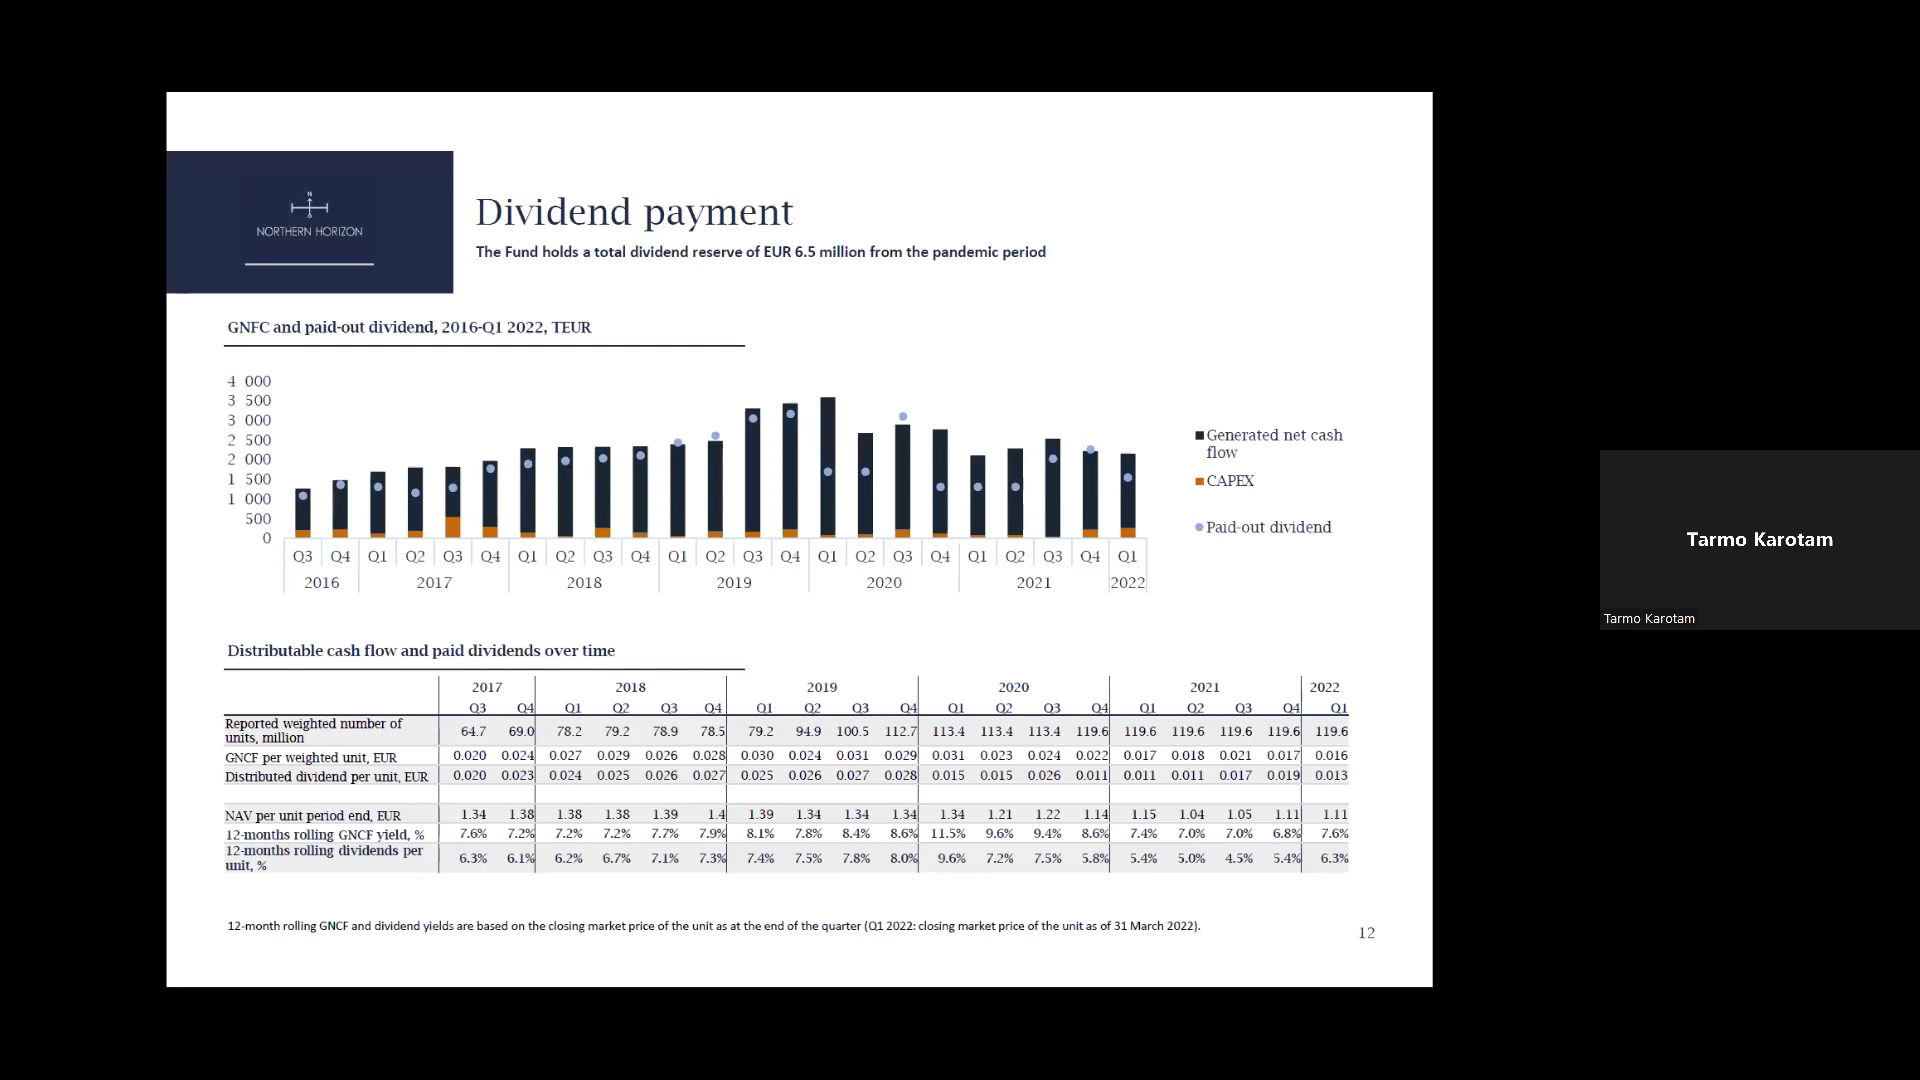 N
NORTHERN HORIZON
Dividend payment
The Fund holds a total dividend reserve of EUR 6.5 million from the pandemic period
GNFC and paid-out dividend, 2016-Q1 2022, TEUR
4 000
3 500
3 000
2 500
2 000
1 500
1 000
500
0
Q3 Q4 Q1 Q2 Q3 Q4 Q1 Q2 Q3 Q4 Q1 Q2 Q3 Q4 Q1 Q2 Q3 Q4 Q1 Q2 Q3 Q4 Q1
2016 2017 2018 2019 2020 2021 2022
Generated net cash
flow
CAPEX
Paid-out dividend
Tarmo Karotam
Tarmo Karotam
Distributable cash flow and paid dividends over time
2017 2018 2019 2020 2021 2022
Q3 Q4 Q1 Q2 Q3 Q4 Q1 Q2 Q3 Q4 Q1 Q2 Q3 Q4 Q1 Q2 Q3 Q4 Q1
Reported weighted number of
units, million 64.7 69.0 78.2 79.2 78.9 78.5 79.2 94.9 100.5 112.7 113.4 113.4 113.4 119.6 119.6 119.6 119.6 119.6 119.6
GNCF per weighted unit, EUR 0.020 0.024 0.027 0.029 0.026 0.028 0.030 0.024 0.031 0.029 0.031 0.023 0.024 0.022 0.017 0.018 0.021 0.017 0.016
Distributed dividend per unit, EUR 0.020 0.023 0.024 0.025 0.026 0.027 0.025 0.026 0.027 0.028 0.015 0.015 0.026 0.011 0.011 0.011 0.017 0.019 0.013
NAV per unit period end, EUR 1.34 1.38 1.38 1.38 1.39 1.4 1.39 1.34 1.34 1.34 1.34 1.21 1.22 1.14 1.15 1.04 1.05 1.11 1.11
12-months rolling GNCF yield, % 7.6% 7.2% 7.2% 7.2% 7.7% 7.9% 8.1% 7.8% 8.4% 8.6% 11.5% 9.6% 9.4% 8.6% 7.4% 7.0% 7.0% 6.8% 7.6%
12-months rolling dividends per
unit, % 6.3% 6.1% 6.2% 6.7% 7.1% 7.3% 7.4% 7.5% 7.8% 8.0% 9.6% 7.2% 7.5% 5.8% 5.4% 5.0% 4.5% 5.4% 6.3%
12-month rolling GNCF and dividend yields are based on the closing market price of the unit as at the end of the quarter (Q1 2022: closing market price of the unit as of 31 March 2022).
12